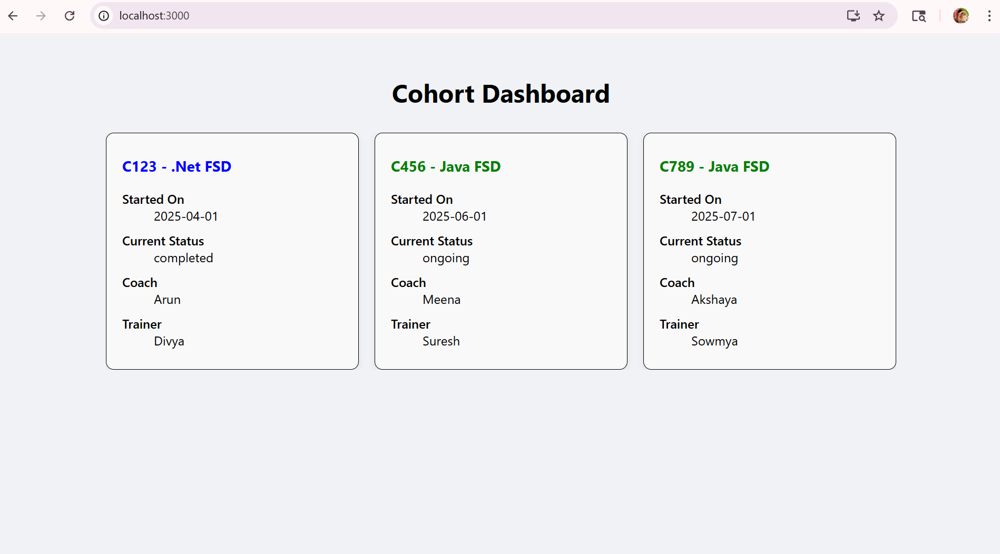 localhost:3000
Cohort Dashboard
C123 - .Net FSD
Started On
2025-04-01
Current Status
completed
Coach
Arun
Trainer
Divya
C456 - Java FSD
Started On
2025-06-01
Current Status
ongoing
Coach
Meena
Trainer
Suresh
C789 - Java FSD
Started On
2025-07-01
Current Status
ongoing
Coach
Akshaya
Trainer
Sowmya